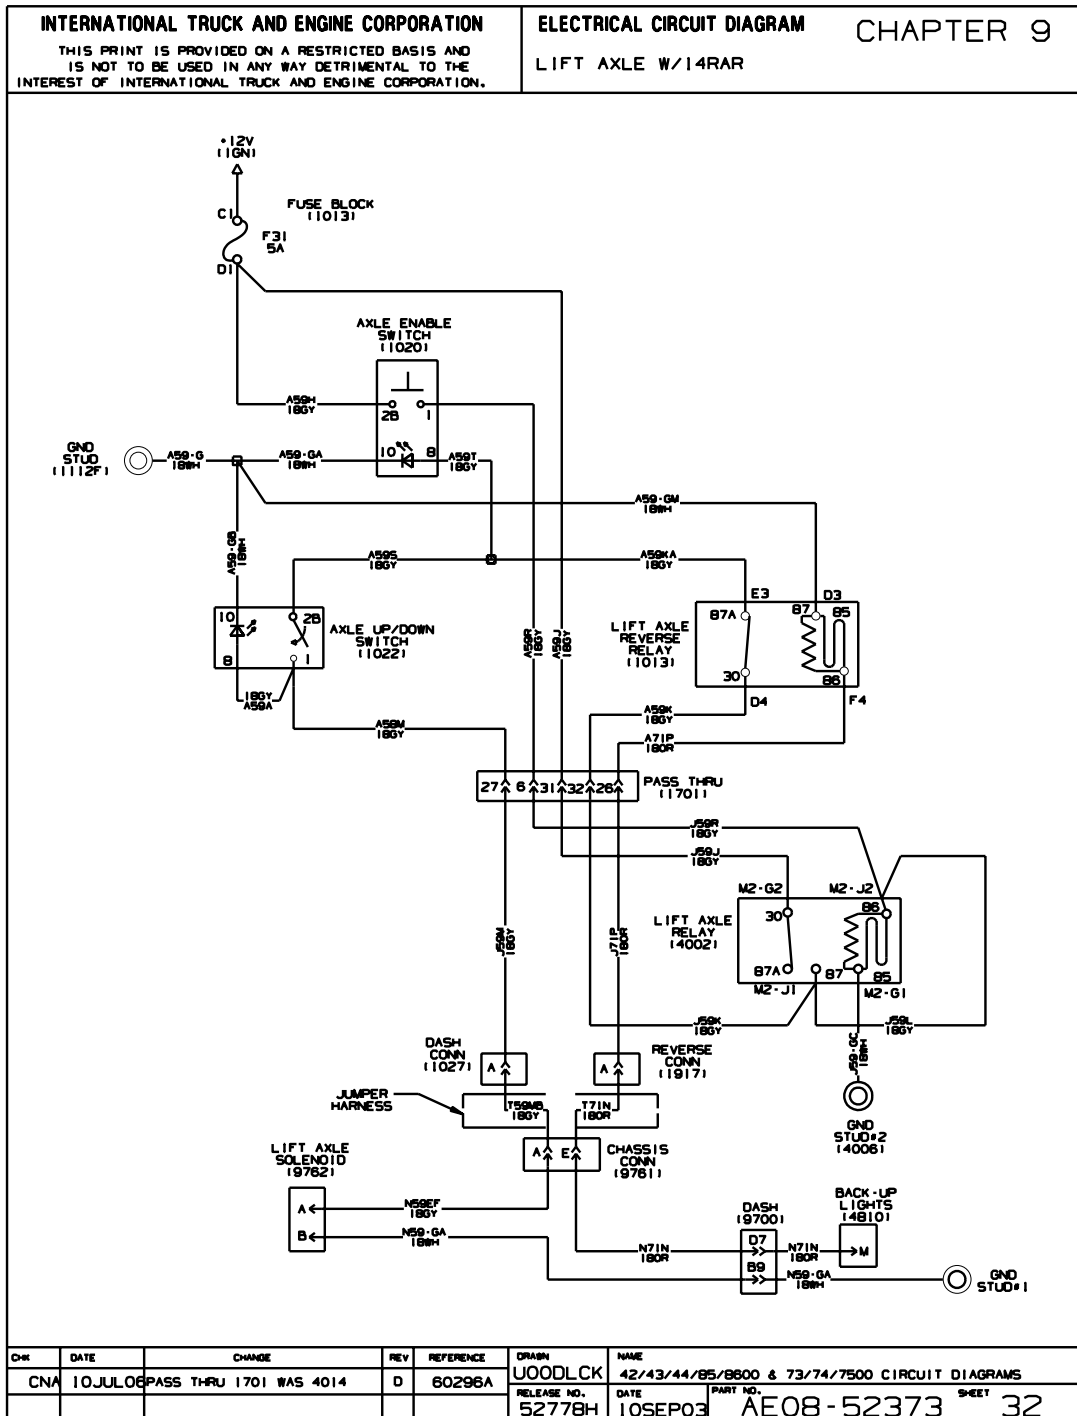 INTERNATIONAL TRUCK AND ENGINE CORPORATION
THIS PRINT IS PROVIDED ON A RESTRICTED BASIS AND
IS NOT TO BE USED IN ANY WAY DETRIMENTAL TO THE
INTEREST OF INTERNATIONAL TRUCK AND ENGINE CORPORATION.
ELECTRICAL CIRCUIT DIAGRAM
CHAPTER 9
LIFT AXLE W/14RAR
+12V
(IGN)
C1
FUSE BLOCK
(1013)
F31
5A
D1
AXLE ENABLE
SWITCH
(1020)
A59H
18GY
2B
1
10
8
GND
STUD
(1112F)
A59-G
18WH
A59-GA
18WH
A59T
18GY
A59-GM
18WH
A59-GB
18WH
A59S
18GY
A59KA
18GY
E3
D3
10
2B
8
1
AXLE UP/DOWN
SWITCH
(1022)
A59R
18GY
A59J
18GY
LIFT AXLE
REVERSE
RELAY
(1013)
87A
87
85
30
86
D4
F4
18GY
A59A
A59M
18GY
A59K
18GY
A71P
18OR
27
6
31
32
26
PASS THRU
(1701)
J59R
18GY
J59J
18GY
M2-G2
M2-J2
LIFT AXLE
RELAY
(4002)
30
86
87A
87
85
M2-J1
M2-G1
J59M
18GY
J71P
18OR
J59K
18GY
J59L
18GY
J59-GC
18WH
DASH
CONN
(1027)
A
A
REVERSE
CONN
(1917)
JUMPER
HARNESS
T59MB
18GY
T71N
18OR
GND
STUD#2
(4006)
A
E
CHASSIS
CONN
(9761)
LIFT AXLE
SOLENOID
(9762)
A
B
N59EF
18GY
N59-GA
18WH
DASH
(9700)
BACK-UP
LIGHTS
(4810)
N71N
18OR
D7
N71N
18OR
M
B9
N59-GA
18WH
GND
STUD#1
CHK DATE CHANGE REV REFERENCE
CNA 10JUL06 PASS THRU 1701 WAS 4014 D 60296A
DRAWN
UOODLCK
NAME
42/43/44/85/8600 & 73/74/7500 CIRCUIT DIAGRAMS
RELEASE NO.
52778H
DATE
10SEP03
PART NO.
AE08-52373
SHEET
32